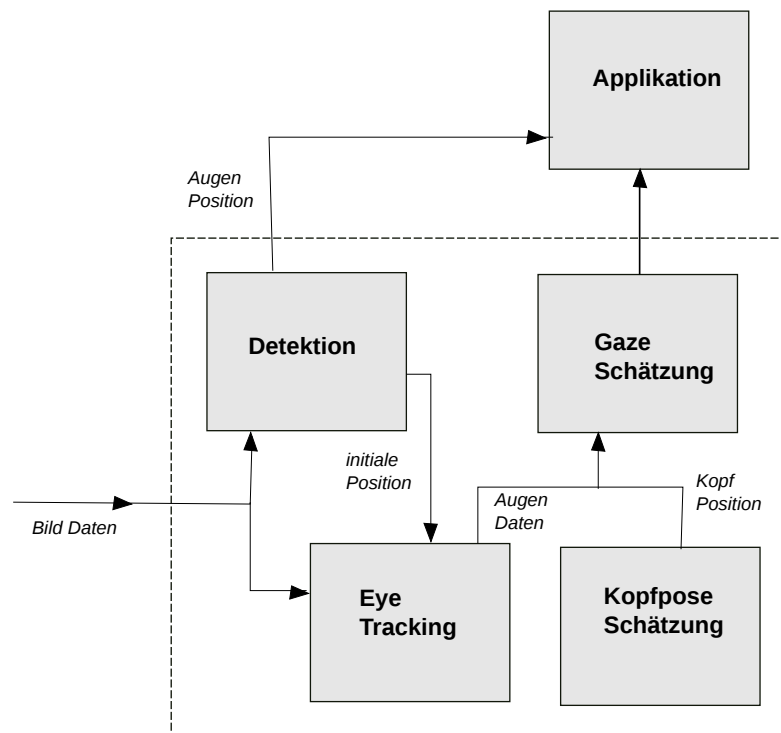 Applikation
Augen
Position
Detektion
Gaze
Schätzung
initiale
Position
Kopf
Position
Augen
Daten
Bild Daten
Eye
Tracking
Kopfpose
Schätzung